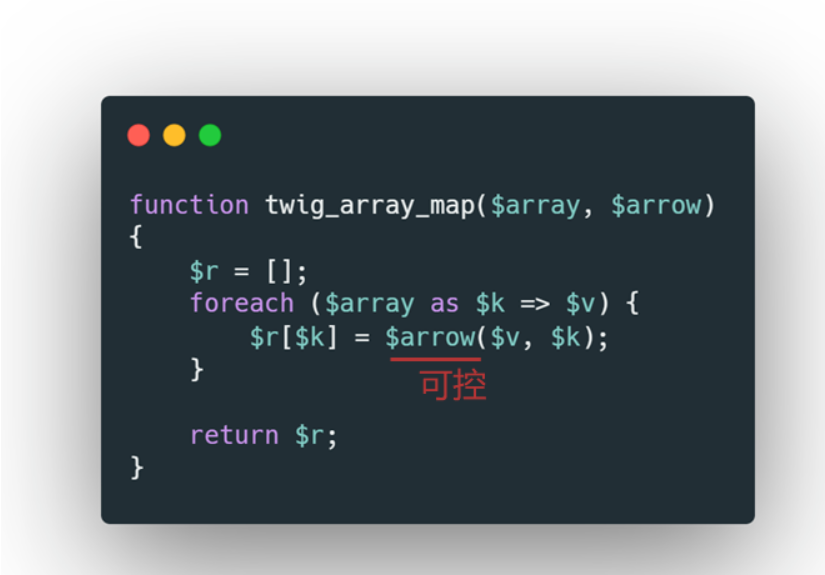 function twig_array_map($array, $arrow)
{
    $r = [];
    foreach ($array as $k => $v) {
        $r[$k] = $arrow($v, $k);
可控
    }
    return $r;
}